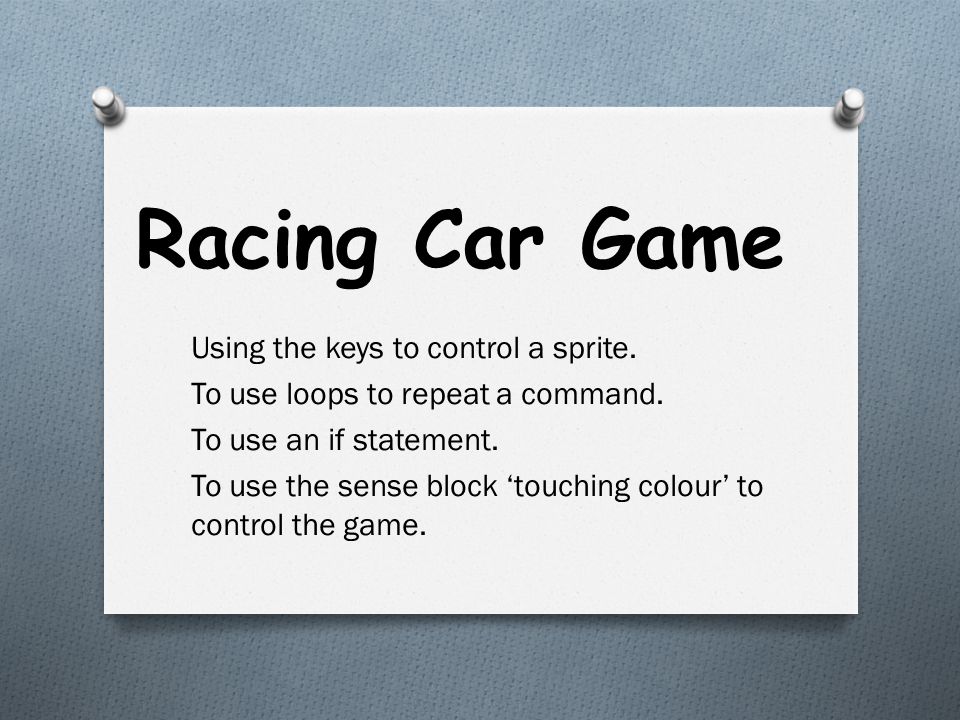 Racing Car Game
Using the keys to control a sprite.
To use loops to repeat a command.
To use an if statement.
To use the sense block ‘touching colour’ to
control the game.